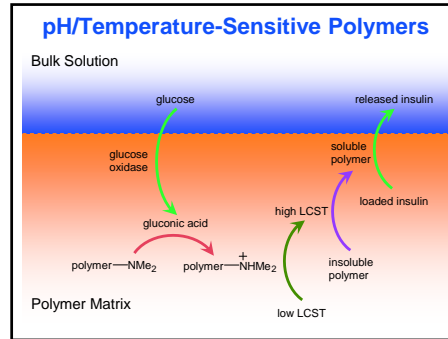 pH/Temperature-Sensitive Polymers
Bulk Solution
glucose
released insulin
glucose
oxidase
soluble
polymer
loaded insulin
gluconic acid
high LCST
polymer—NMe₂
polymer—NHMe₂
+
insoluble
polymer
low LCST
Polymer Matrix